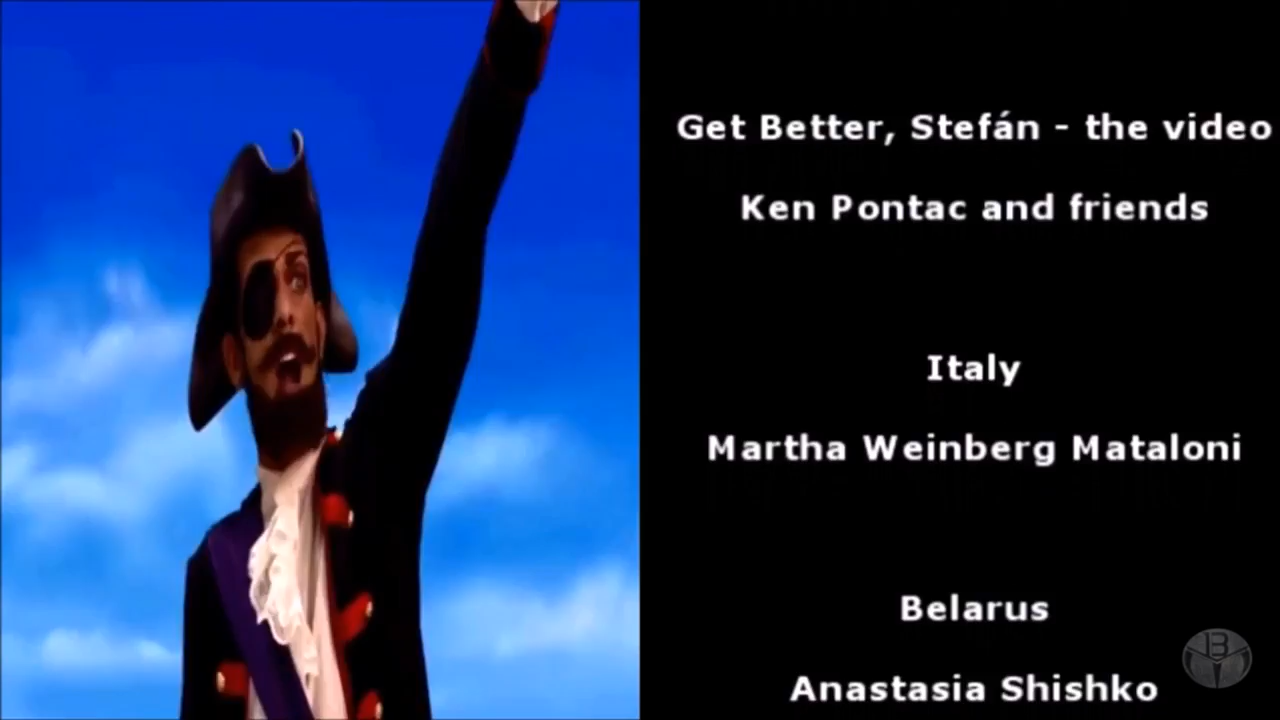 Get Better, Stefán - the video
Ken Pontac and friends
Italy
Martha Weinberg Mataloni
Belarus
Anastasia Shishko
B